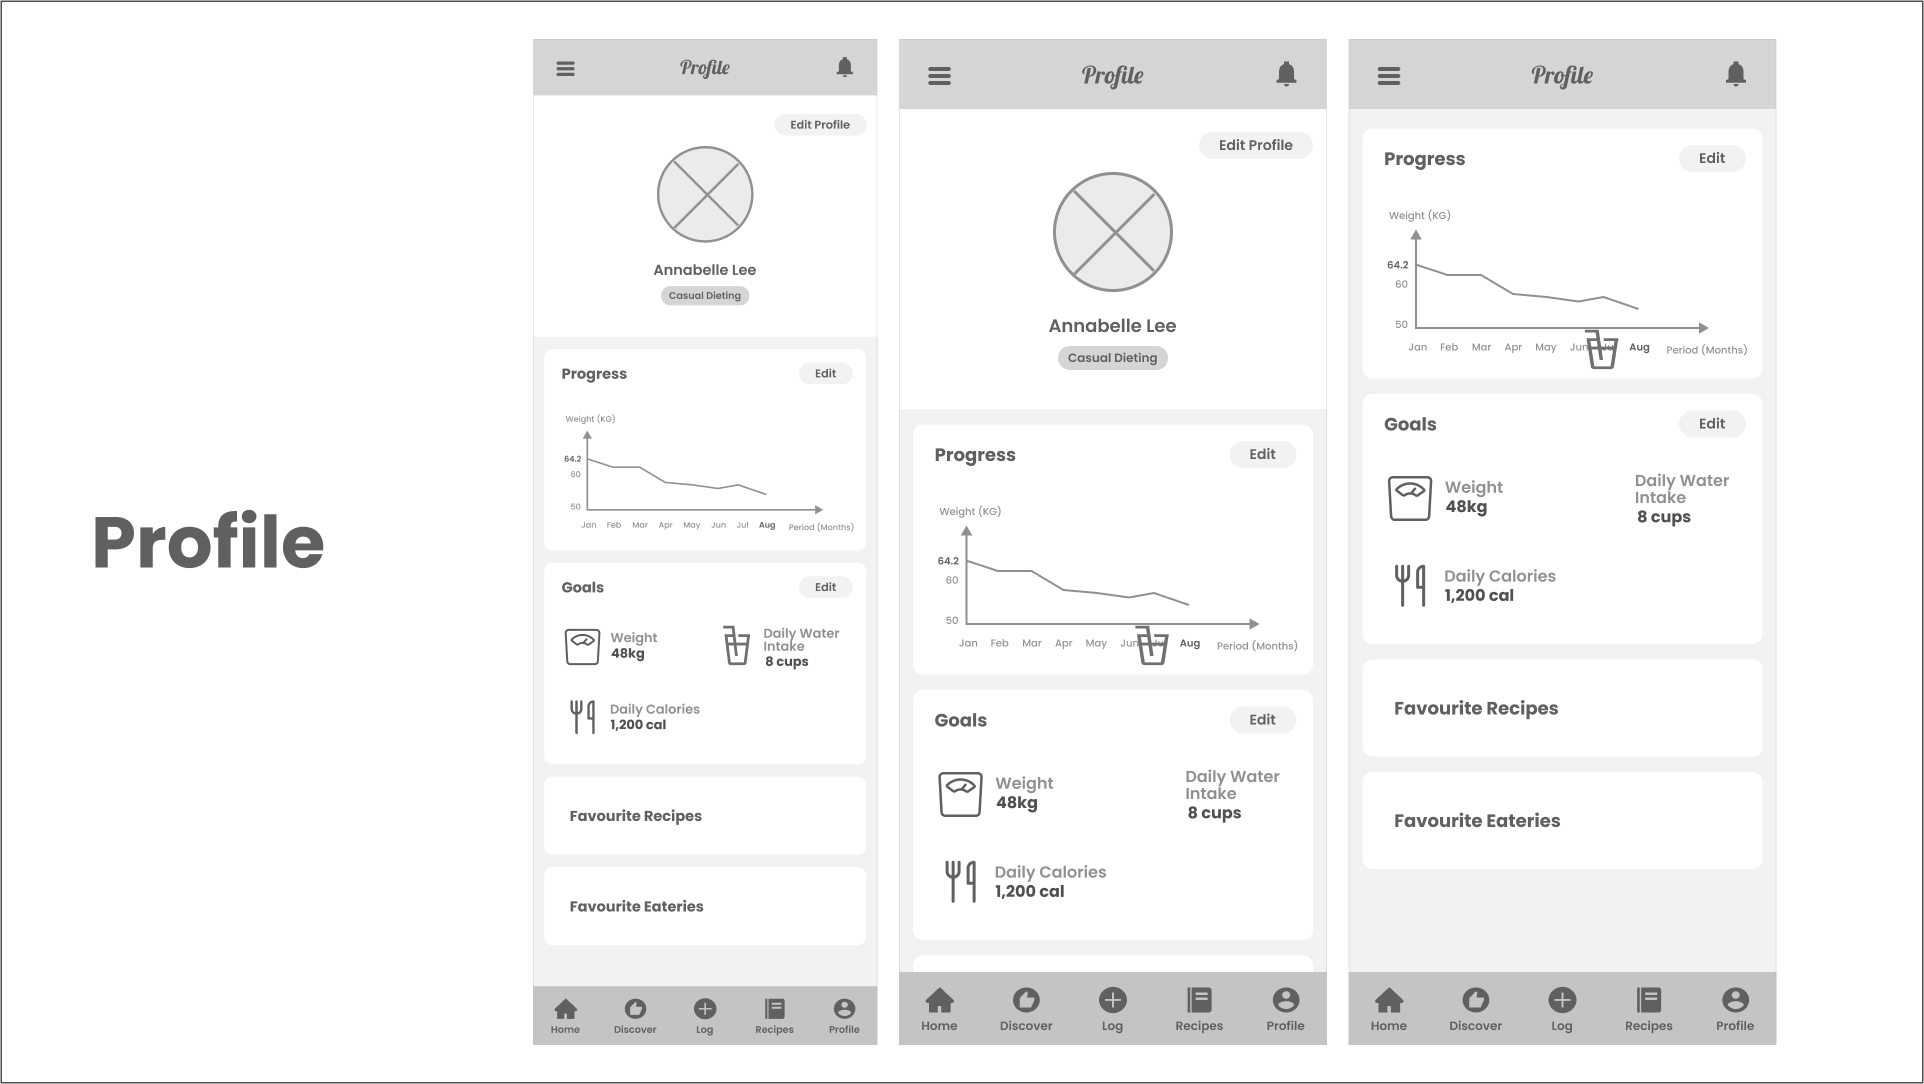 Profile
Profile
Edit Profile
Annabelle Lee
Casual Dieting
Progress
Edit
Weight (KG)
64.2
60
50
Jan Feb Mar Apr May Jun Jul Aug Period (Months)
Goals
Edit
Weight
48kg
Daily Water
Intake
8 cups
Daily Calories
1,200 cal
Favourite Recipes
Favourite Eateries
Home Discover Log Recipes Profile
Profile
Edit Profile
Annabelle Lee
Casual Dieting
Progress
Edit
Weight (KG)
64.2
60
50
Jan Feb Mar Apr May Jun Aug Period (Months)
Goals
Edit
Weight
48kg
Daily Water
Intake
8 cups
Daily Calories
1,200 cal
Home Discover Log Recipes Profile
Profile
Progress
Edit
Weight (KG)
64.2
60
50
Jan Feb Mar Apr May Jun Aug Period (Months)
Goals
Edit
Weight
48kg
Daily Water
Intake
8 cups
Daily Calories
1,200 cal
Favourite Recipes
Favourite Eateries
Home Discover Log Recipes Profile